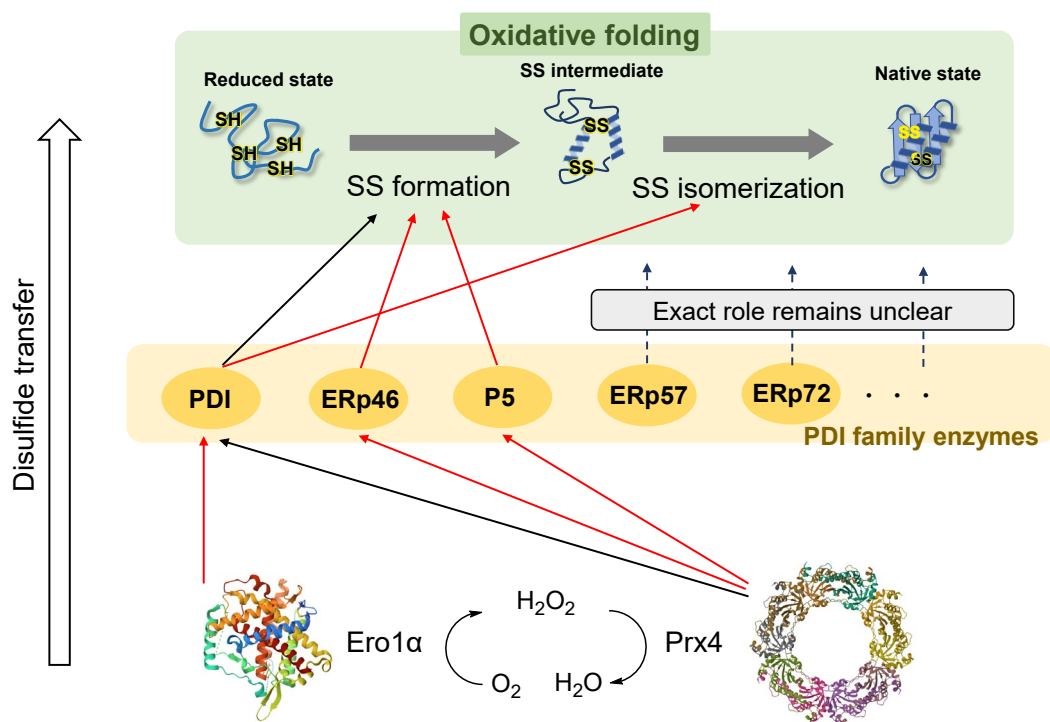 Oxidative folding
Reduced state
SS intermediate
Native state
SH
SH
SH
SH
SS
SS
SS
SS
SS formation
SS isomerization
Disulfide transfer
Exact role remains unclear
PDI
ERp46
P5
ERp57
ERp72
· · ·
PDI family enzymes
H₂O₂
Ero1α
Prx4
O₂
H₂O